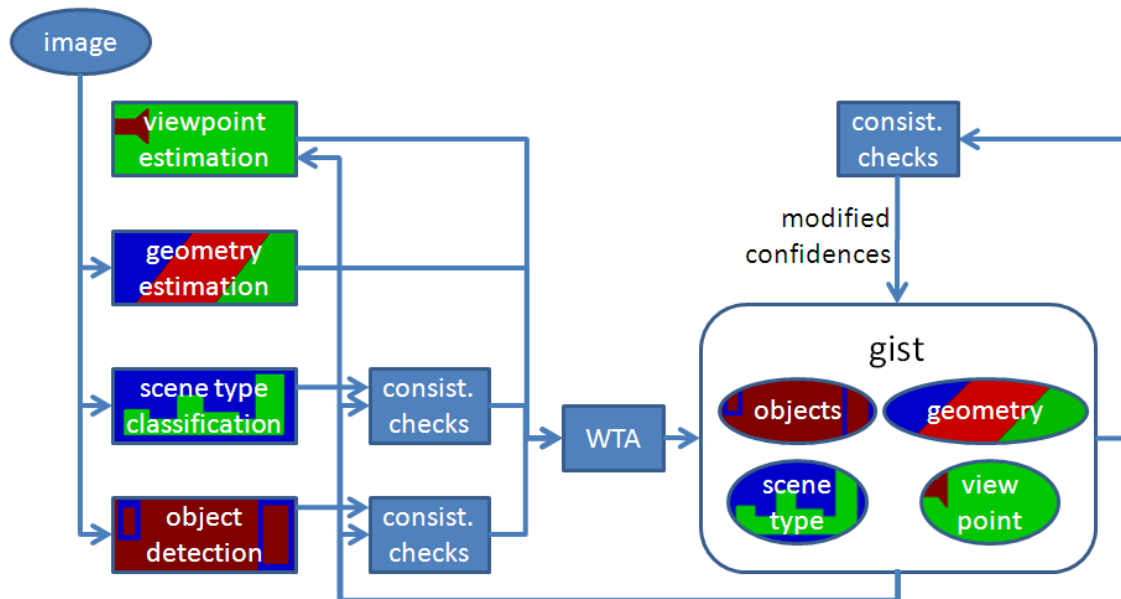 image
viewpoint
estimation
consist.
checks
modified
confidences
geometry
estimation
gist
scene type
classification
consist.
checks
objects
geometry
WTA
scene
type
view
point
object
detection
consist.
checks